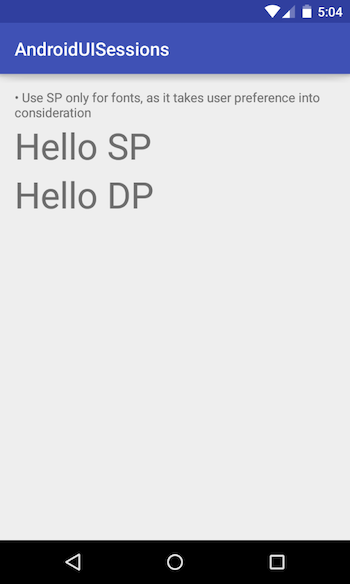 5:04
AndroidUISessions
• Use SP only for fonts, as it takes user preference into
consideration
Hello SP
Hello DP